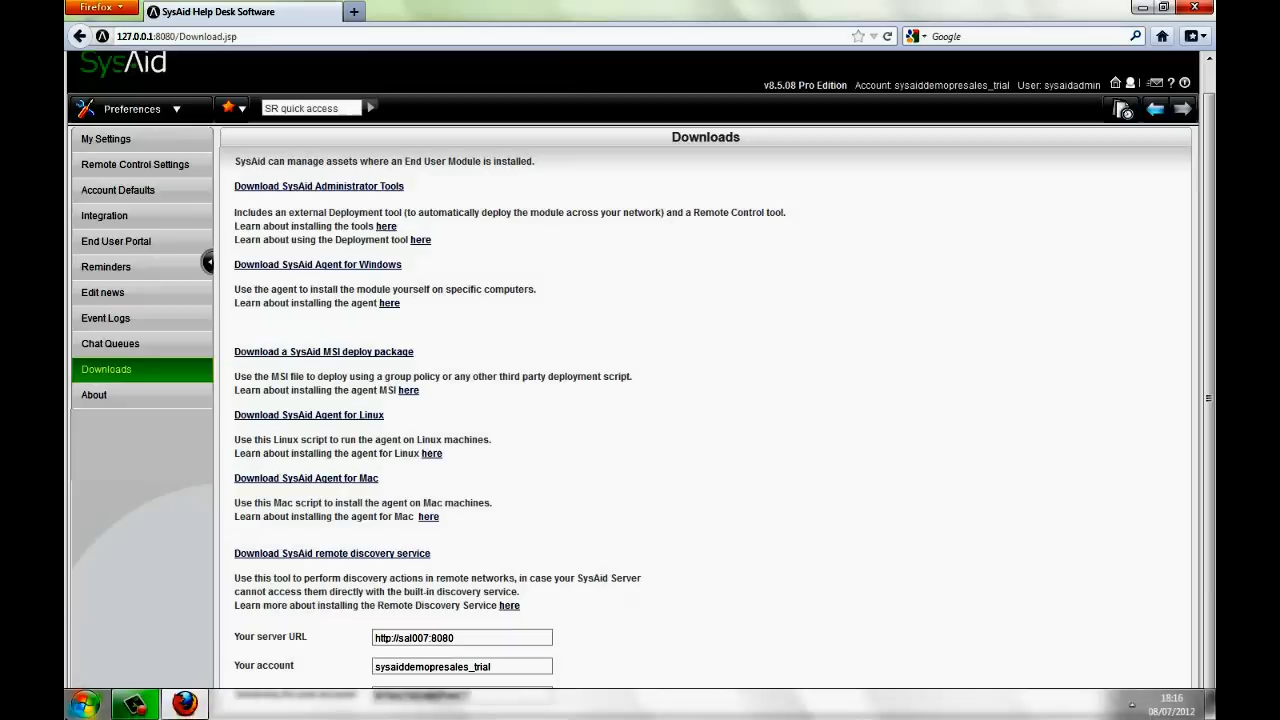 Firefox
SysAid Help Desk Software
127.0.0.1:8080/Download.jsp
Google
SysAid
v8.5.08 Pro Edition Account: sysaiddemopresales_trial User: sysaidadmin
Preferences
SR quick access
My Settings
Remote Control Settings
Account Defaults
Integration
End User Portal
Reminders
Edit news
Event Logs
Chat Queues
Downloads
About
Downloads
SysAid can manage assets where an End User Module is installed.
Download SysAid Administrator Tools
Includes an external Deployment tool (to automatically deploy the module across your network) and a Remote Control tool.
Learn about installing the tools here
Learn about using the Deployment tool here
Download SysAid Agent for Windows
Use the agent to install the module yourself on specific computers.
Learn about installing the agent here
Download a SysAid MSI deploy package
Use the MSI file to deploy using a group policy or any other third party deployment script.
Learn about installing the agent MSI here
Download SysAid Agent for Linux
Use this Linux script to run the agent on Linux machines.
Learn about installing the agent for Linux here
Download SysAid Agent for Mac
Use this Mac script to install the agent on Mac machines.
Learn about installing the agent for Mac here
Download SysAid remote discovery service
Use this tool to perform discovery actions in remote networks, in case your SysAid Server
cannot access them directly with the built-in discovery service.
Learn more about installing the Remote Discovery Service here
Your server URL http://sal007:8080
Your account sysaiddemopresales_trial
18:16
08/07/2012